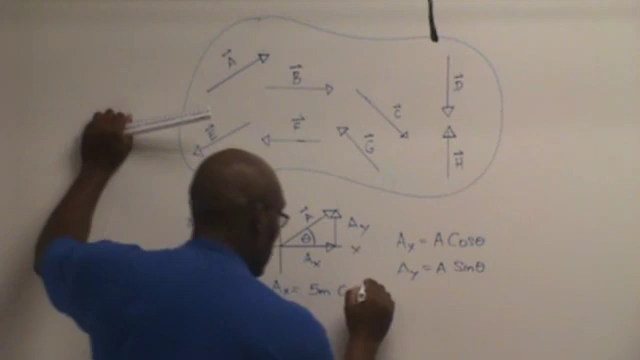 A
B
C
D
E
F
G
H
A
Ay
θ
Ax
x
Ax = A Cosθ
Ay = A Sinθ
Ax = 5m C